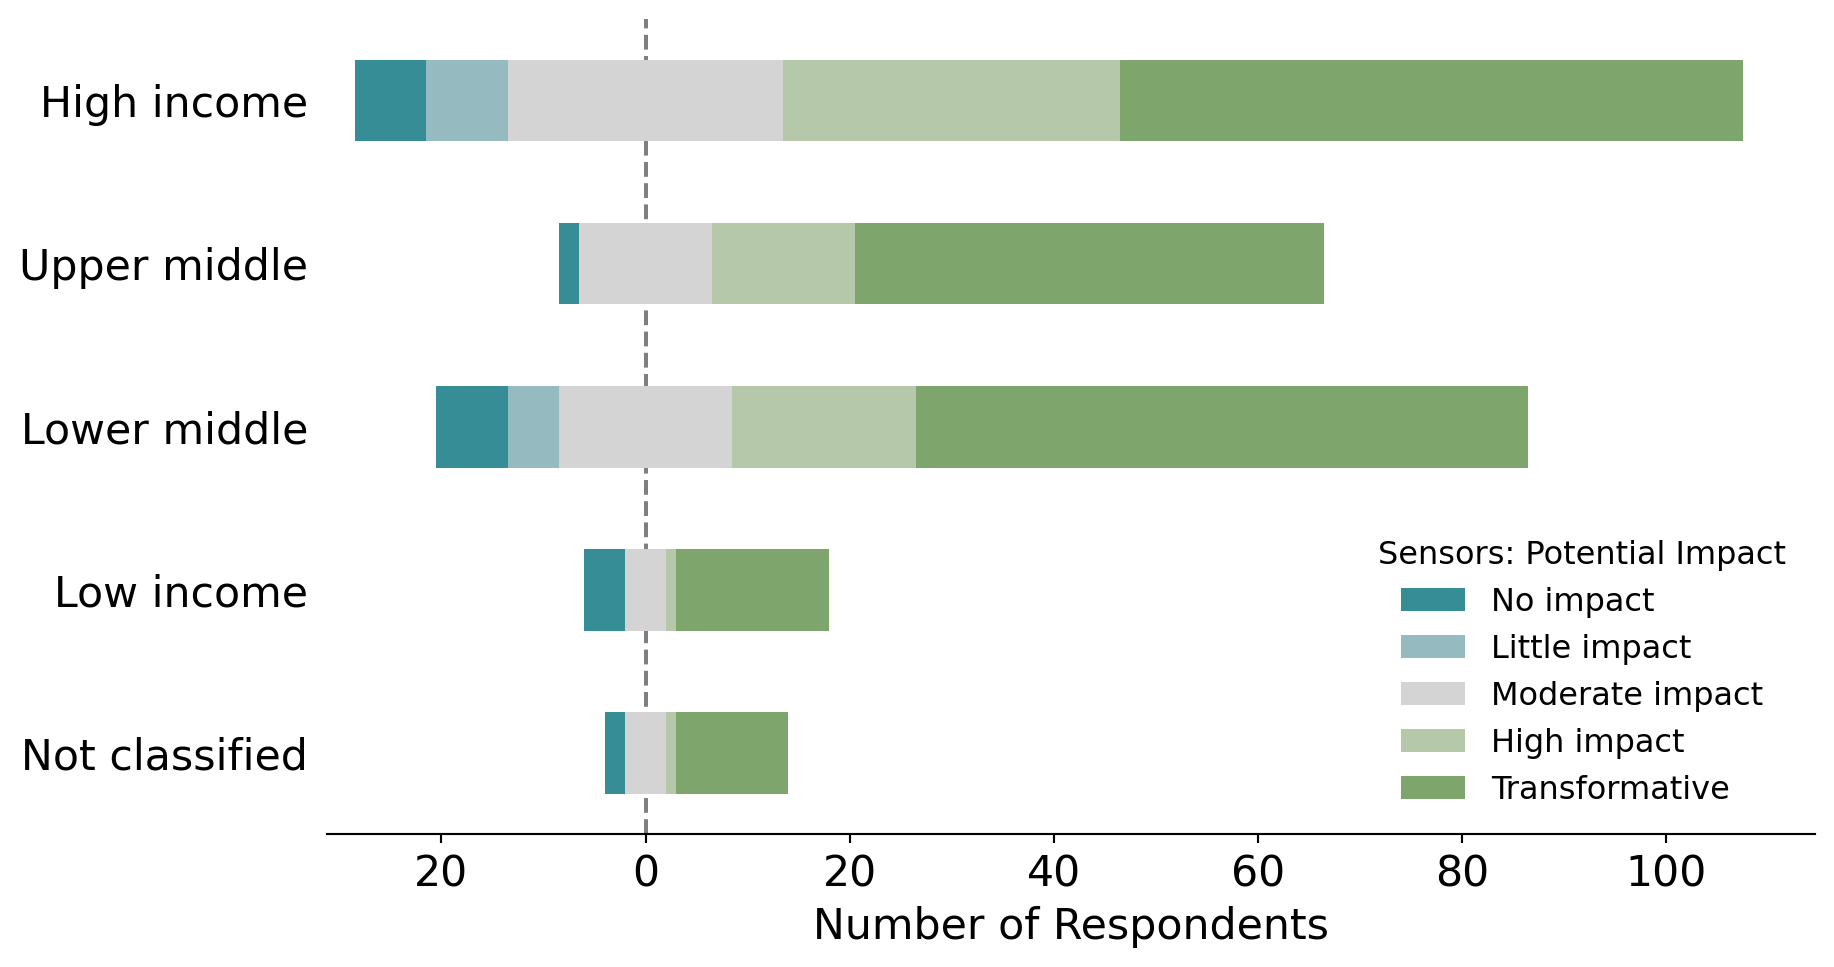 High income
Upper middle
Lower middle
Low income
Not classified
Sensors: Potential Impact
No impact
Little impact
Moderate impact
High impact
Transformative
20 0 20 40 60 80 100
Number of Respondents